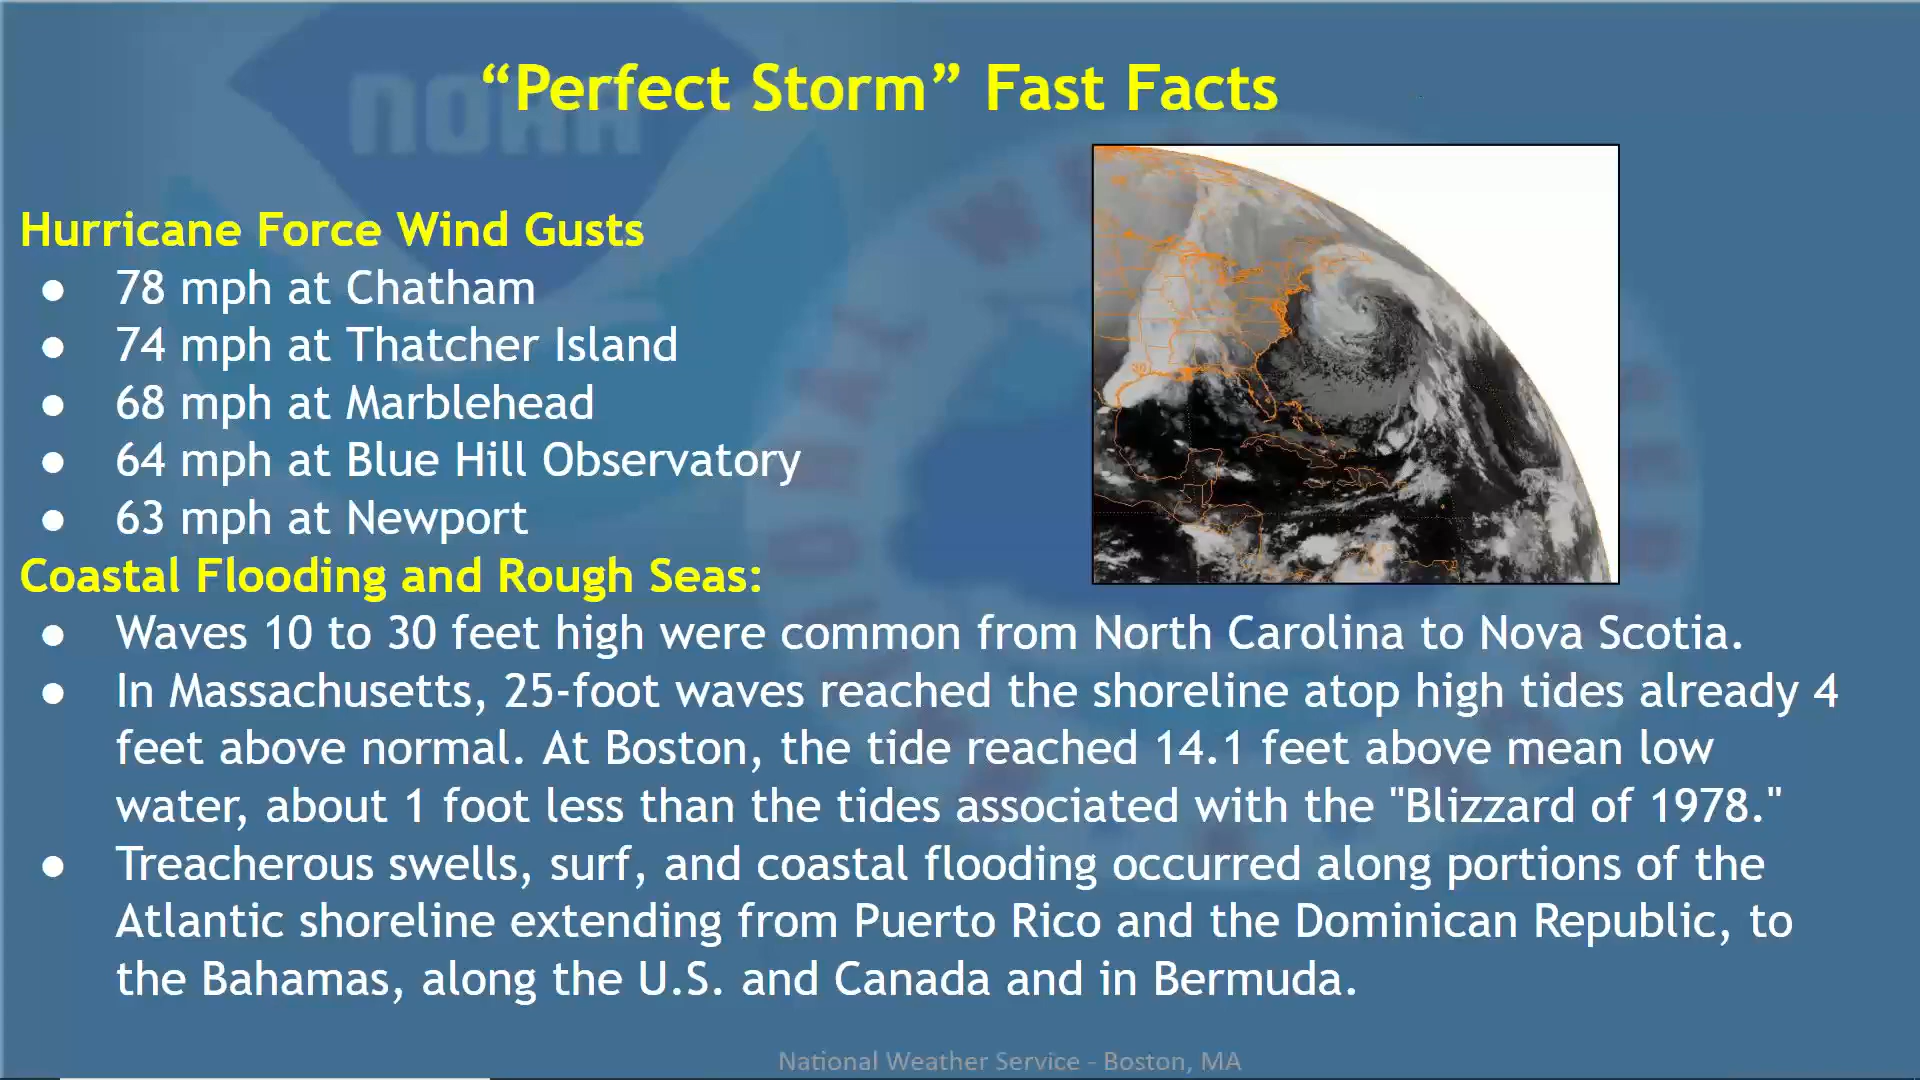 “Perfect Storm” Fast Facts
Hurricane Force Wind Gusts
● 78 mph at Chatham
● 74 mph at Thatcher Island
● 68 mph at Marblehead
● 64 mph at Blue Hill Observatory
● 63 mph at Newport
Coastal Flooding and Rough Seas:
● Waves 10 to 30 feet high were common from North Carolina to Nova Scotia.
● In Massachusetts, 25-foot waves reached the shoreline atop high tides already 4
feet above normal. At Boston, the tide reached 14.1 feet above mean low
water, about 1 foot less than the tides associated with the "Blizzard of 1978."
● Treacherous swells, surf, and coastal flooding occurred along portions of the
Atlantic shoreline extending from Puerto Rico and the Dominican Republic, to
the Bahamas, along the U.S. and Canada and in Bermuda.
National Weather Service - Boston, MA
NOAA